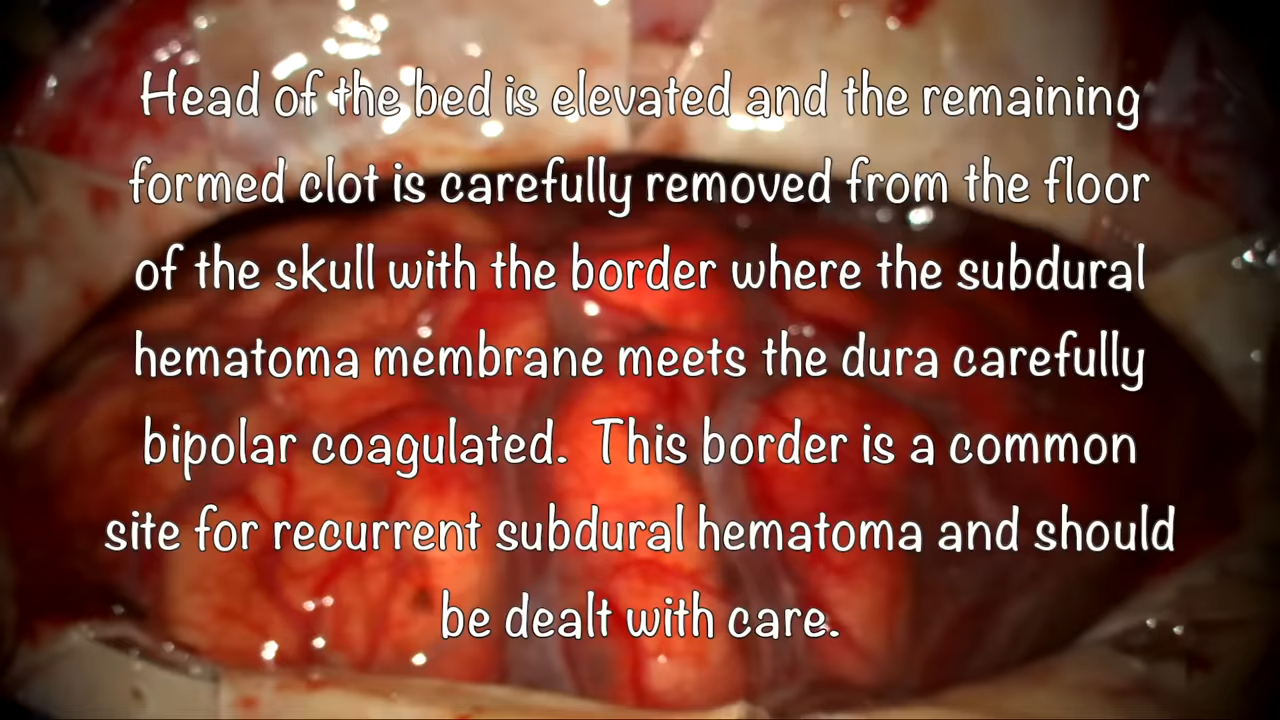 Head of the bed is elevated and the remaining
formed clot is carefully removed from the floor
of the skull with the border where the subdural
hematoma membrane meets the dura carefully
bipolar coagulated.  This border is a common
site for recurrent subdural hematoma and should
be dealt with care.